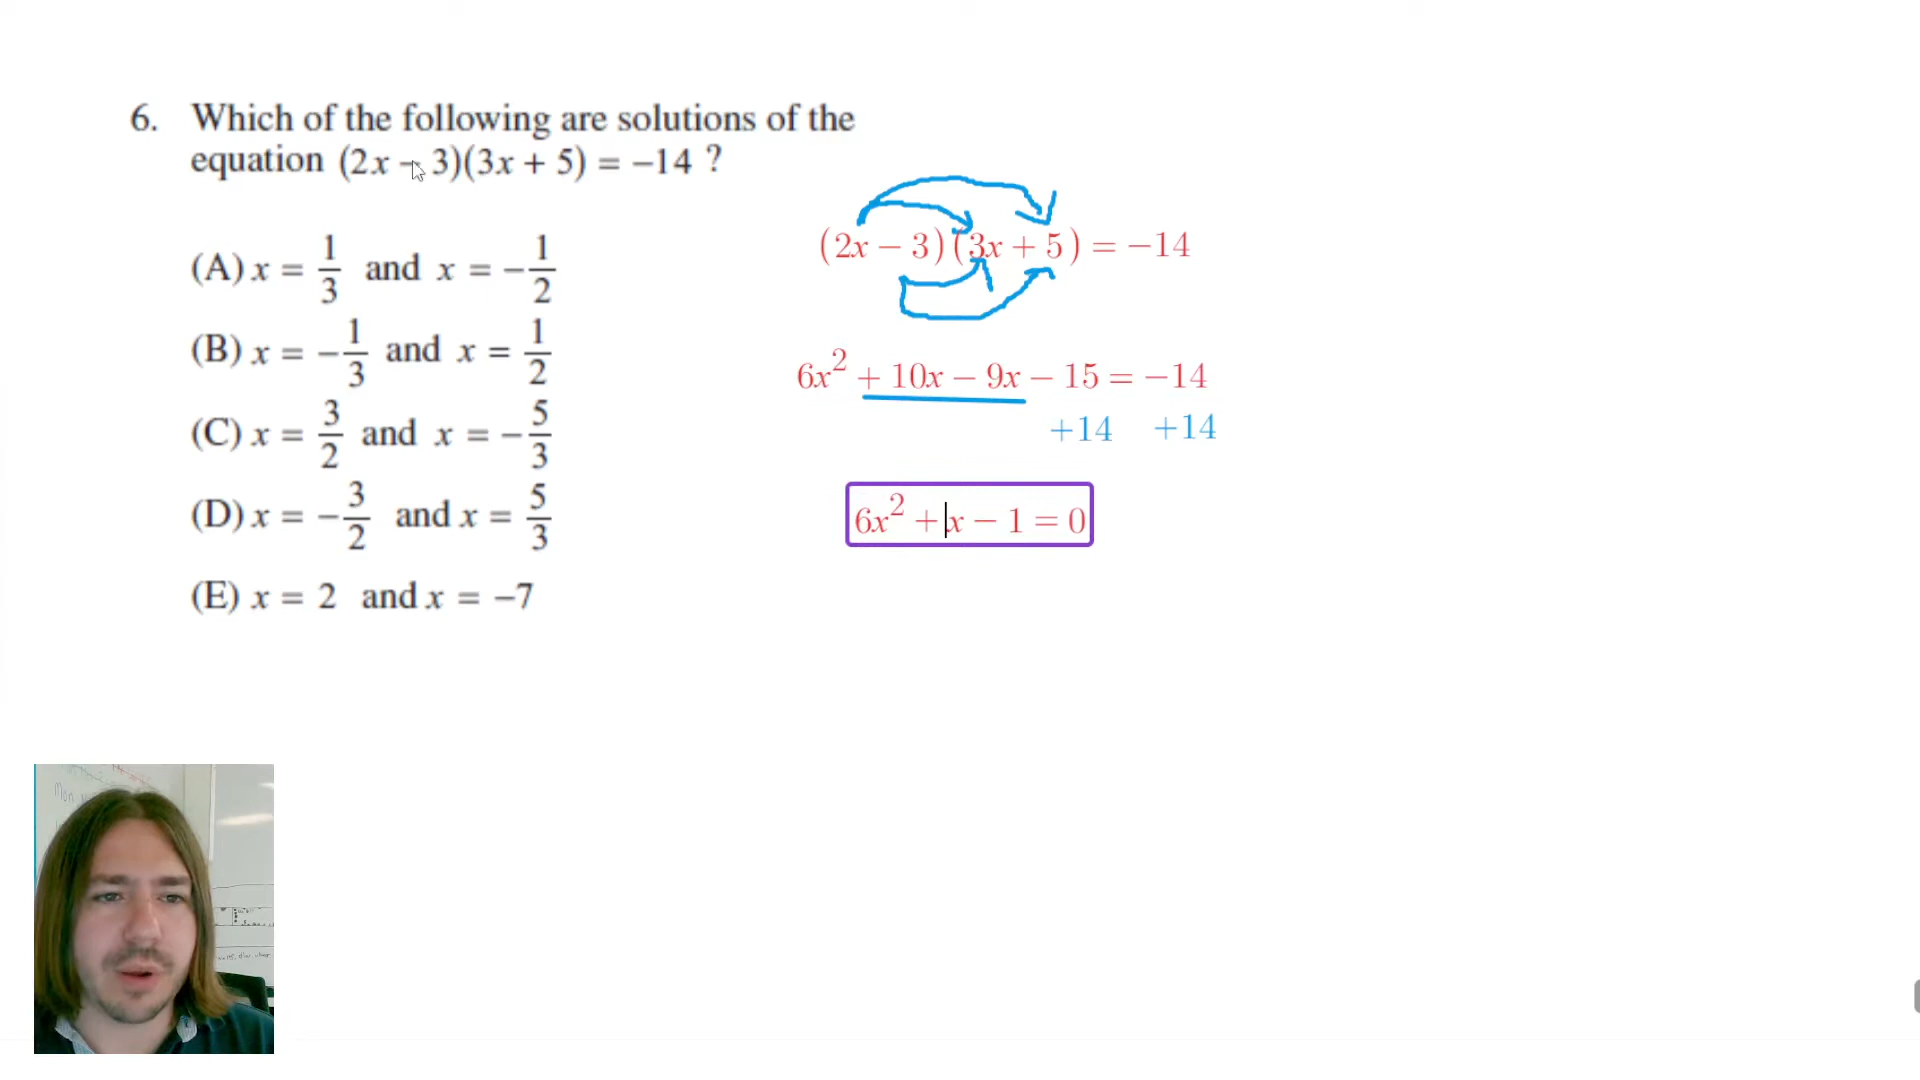 6. Which of the following are solutions of the
equation (2x − 3)(3x + 5) = −14 ?
(A) x = 1/3 and x = −1/2
(B) x = −1/3 and x = 1/2
(C) x = 3/2 and x = −5/3
(D) x = −3/2 and x = 5/3
(E) x = 2 and x = −7
(2x − 3)(3x + 5) = −14
6x² + 10x − 9x − 15 = −14
+14 +14
6x² + x − 1 = 0
Mon